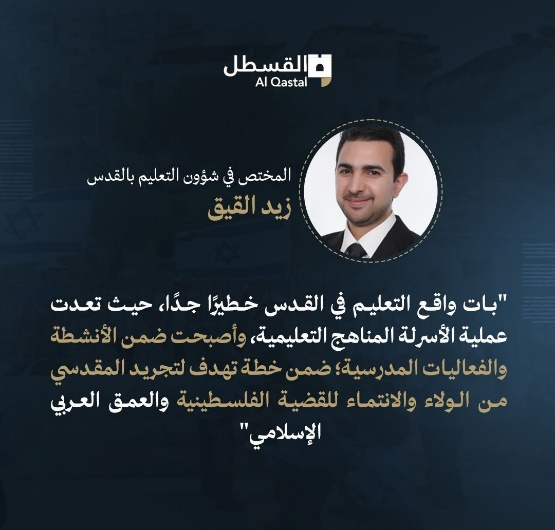 القسطل
Al Qastal
المختص في شؤون التعليم بالقدس
زيد القيق
"بات واقع التعليم في القدس خطيرًا جدًا، حيث تعدت
عملية الأسرلة المناهج التعليمية، وأصبحت ضمن الأنشطة
والفعاليات المدرسية؛ ضمن خطة تهدف لتجريد المقدسي
من الولاء والانتماء للقضية الفلسطينية والعمق العربي
الإسلامي"